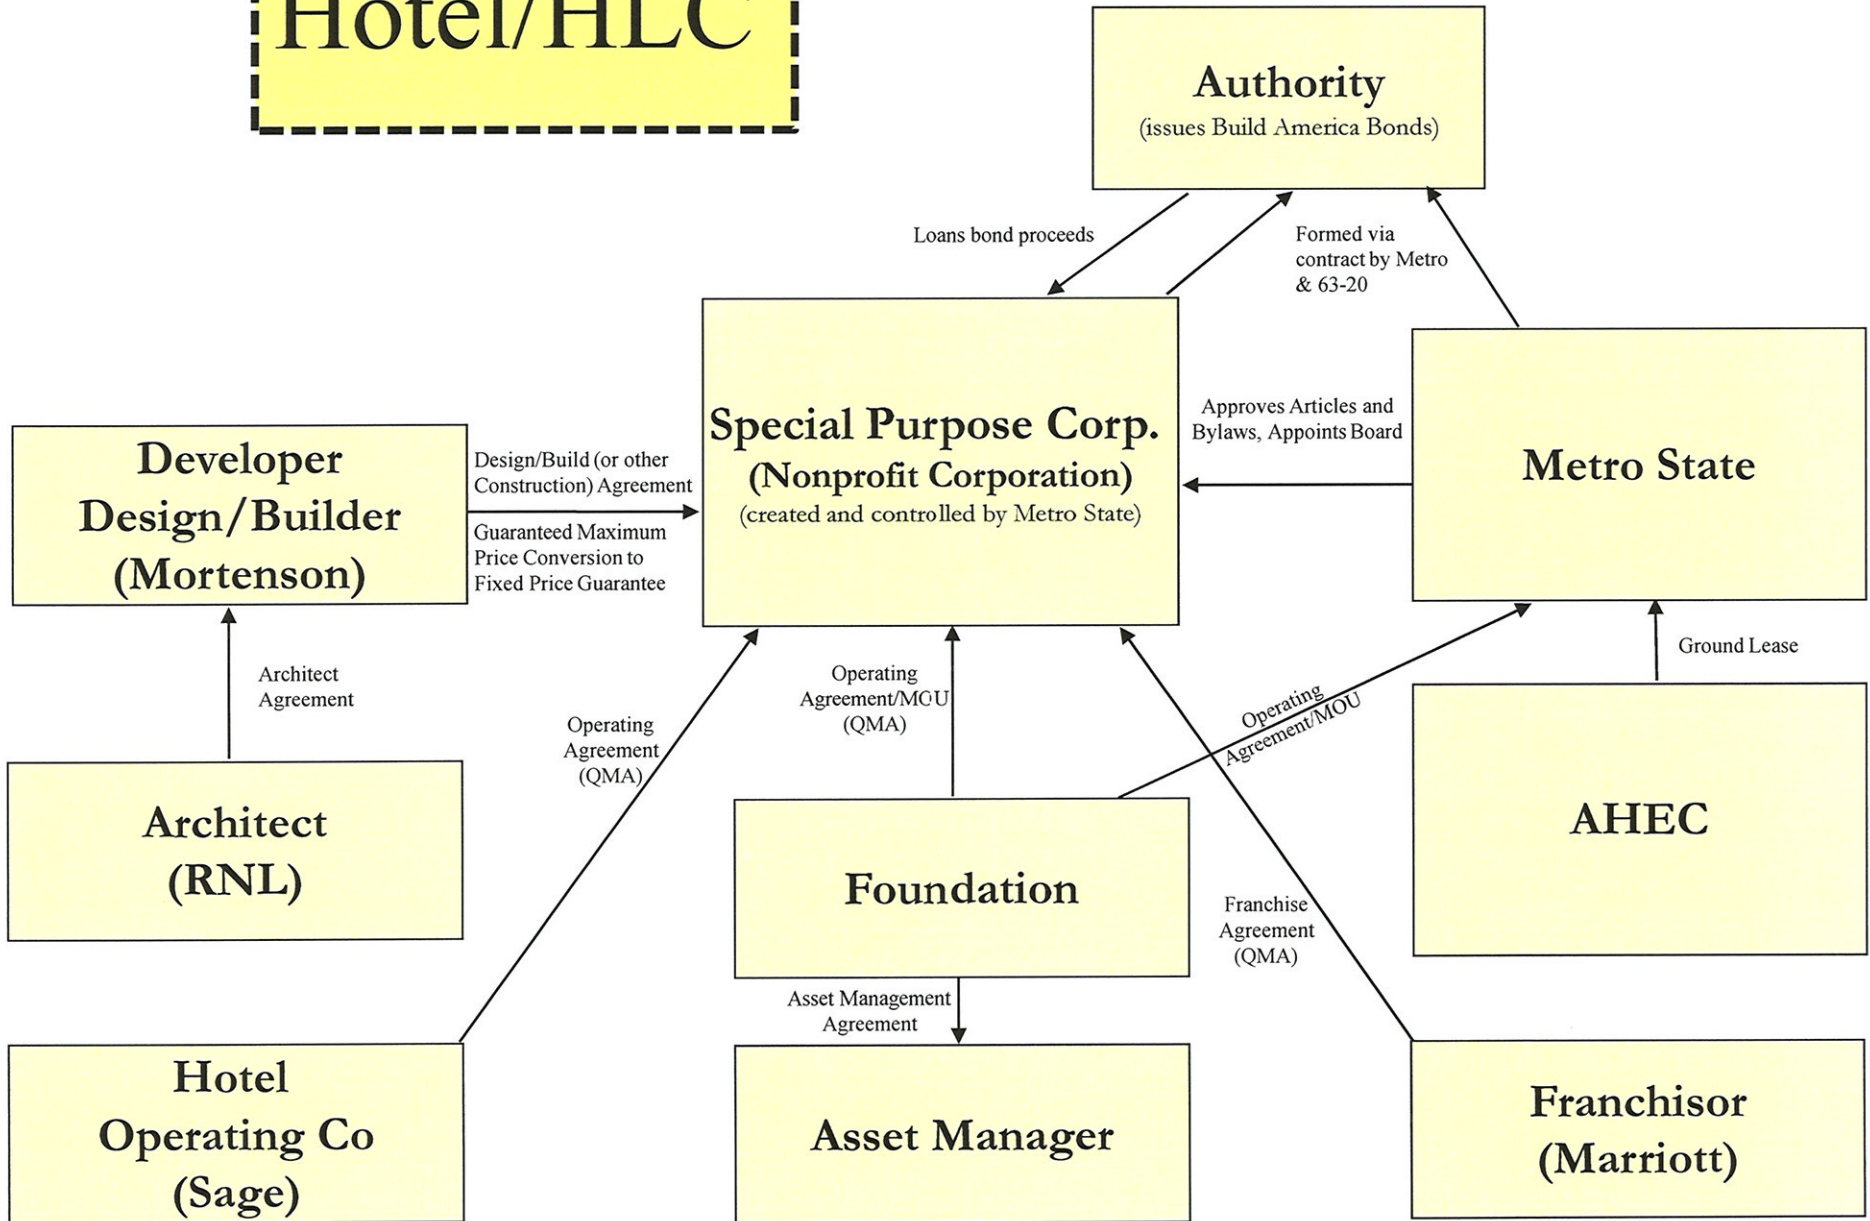 Hotel/HLC
Authority
(issues Build America Bonds)
Loans bond proceeds
Formed via
contract by Metro
& 63-20
Special Purpose Corp.
(Nonprofit Corporation)
(created and controlled by Metro State)
Approves Articles and
Bylaws, Appoints Board
Metro State
Developer
Design/Builder
(Mortenson)
Design/Build (or other
Construction) Agreement
Guaranteed Maximum
Price Conversion to
Fixed Price Guarantee
Architect
Agreement
Operating
Agreement
(QMA)
Operating
Agreement/MOU
(QMA)
Operating
Agreement/MOU
Ground Lease
Architect
(RNL)
Foundation
AHEC
Franchise
Agreement
(QMA)
Asset Management
Agreement
Hotel
Operating Co
(Sage)
Asset Manager
Franchisor
(Marriott)